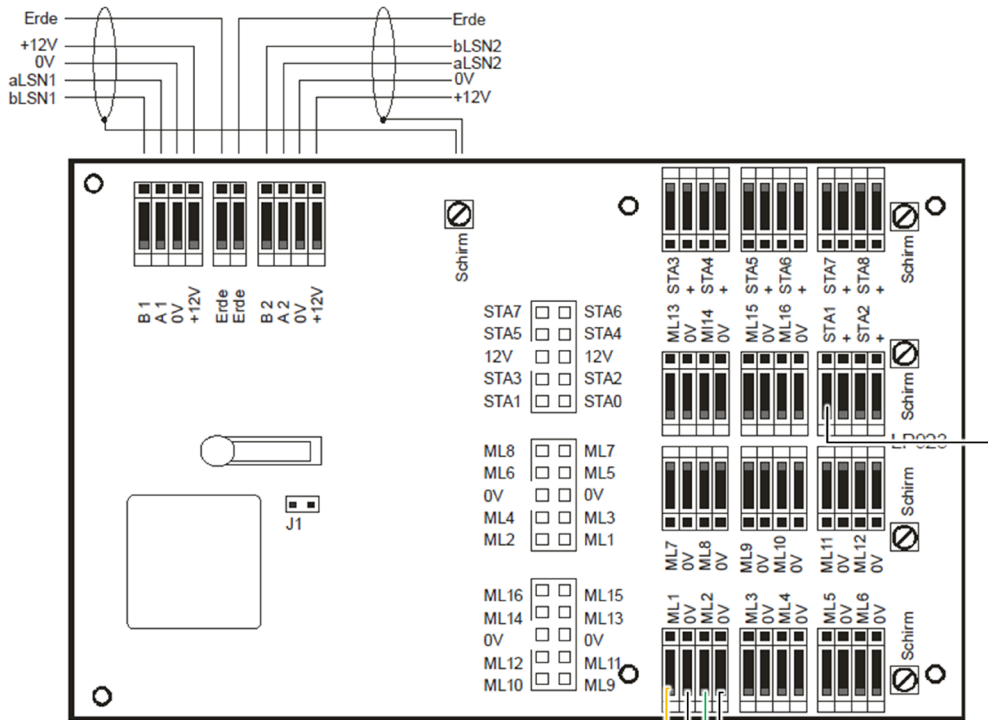 Erde
+12V
0V
aLSN1
bLSN1
Erde
bLSN2
aLSN2
0V
+12V
B 1 A 1 0V +12V Erde Erde B 2 A 2 0V +12V
Schirm
STA3 + STA4 + STA5 + STA6 + STA7 + STA8 +
Schirm
ML13 0V Ml14 0V ML15 0V ML16 0V STA1 + STA2 +
Schirm
STA7 STA6
STA5 STA4
12V 12V
STA3 STA2
STA1 STA0
ML8 ML7
ML6 ML5
0V 0V
ML4 ML3
ML2 ML1
J1
Schirm
ML7 0V ML8 0V ML9 0V ML10 0V ML11 0V ML12 0V
ML1 0V ML2 0V ML3 0V ML4 0V ML5 0V ML6 0V
Schirm
ML16 ML15
ML14 ML13
0V 0V
ML12 ML11
ML10 ML9